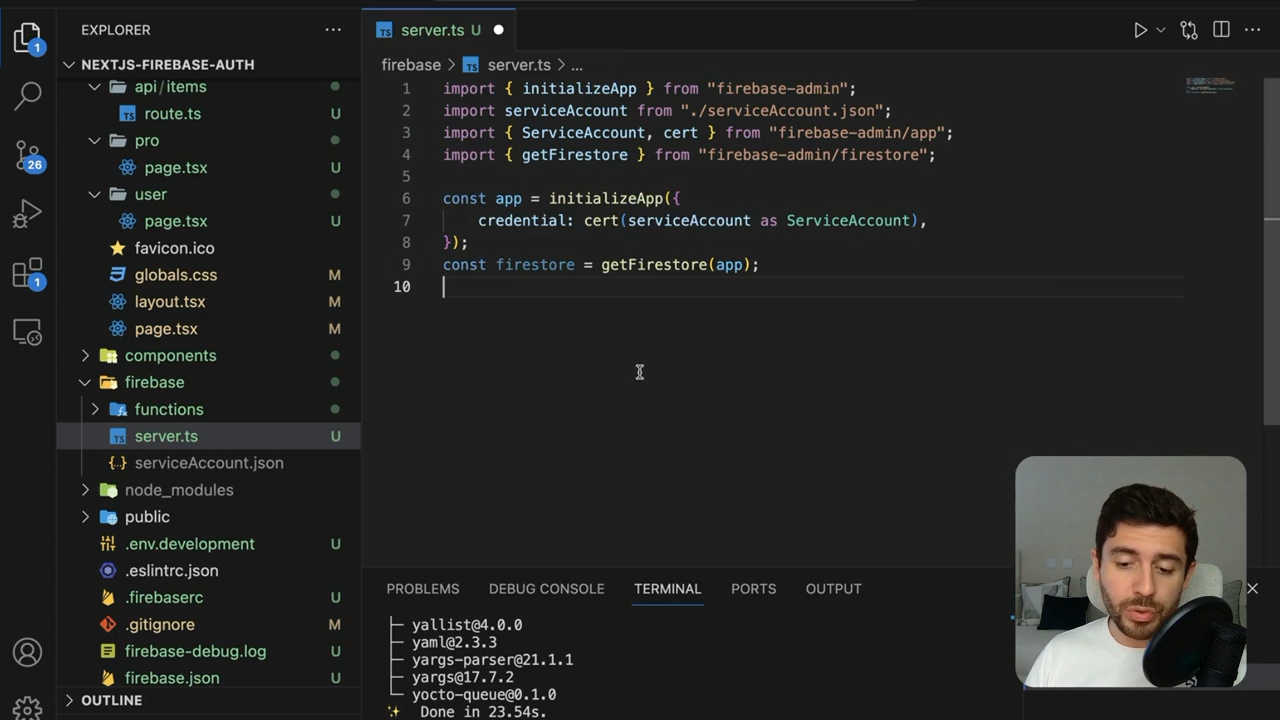 EXPLORER
NEXTJS-FIREBASE-AUTH
api/items
route.ts U
pro
page.tsx U
user
page.tsx U
favicon.ico
globals.css M
layout.tsx M
page.tsx M
components
firebase
functions
server.ts U
serviceAccount.json
node_modules
public
.env.development U
.eslintrc.json
.firebaserc U
.gitignore M
firebase-debug.log U
firebase.json U
OUTLINE
1
26
1
TS server.ts U
firebase > TS server.ts > ...
1 import { initializeApp } from "firebase-admin";
2 import serviceAccount from "./serviceAccount.json";
3 import { ServiceAccount, cert } from "firebase-admin/app";
4 import { getFirestore } from "firebase-admin/firestore";
5
6 const app = initializeApp({
7 credential: cert(serviceAccount as ServiceAccount),
8 });
9 const firestore = getFirestore(app);
10
PROBLEMS DEBUG CONSOLE TERMINAL PORTS OUTPUT
├─ yallist@4.0.0
├─ yaml@2.3.3
├─ yargs-parser@21.1.1
├─ yargs@17.7.2
└─ yocto-queue@0.1.0
✨ Done in 23.54s.